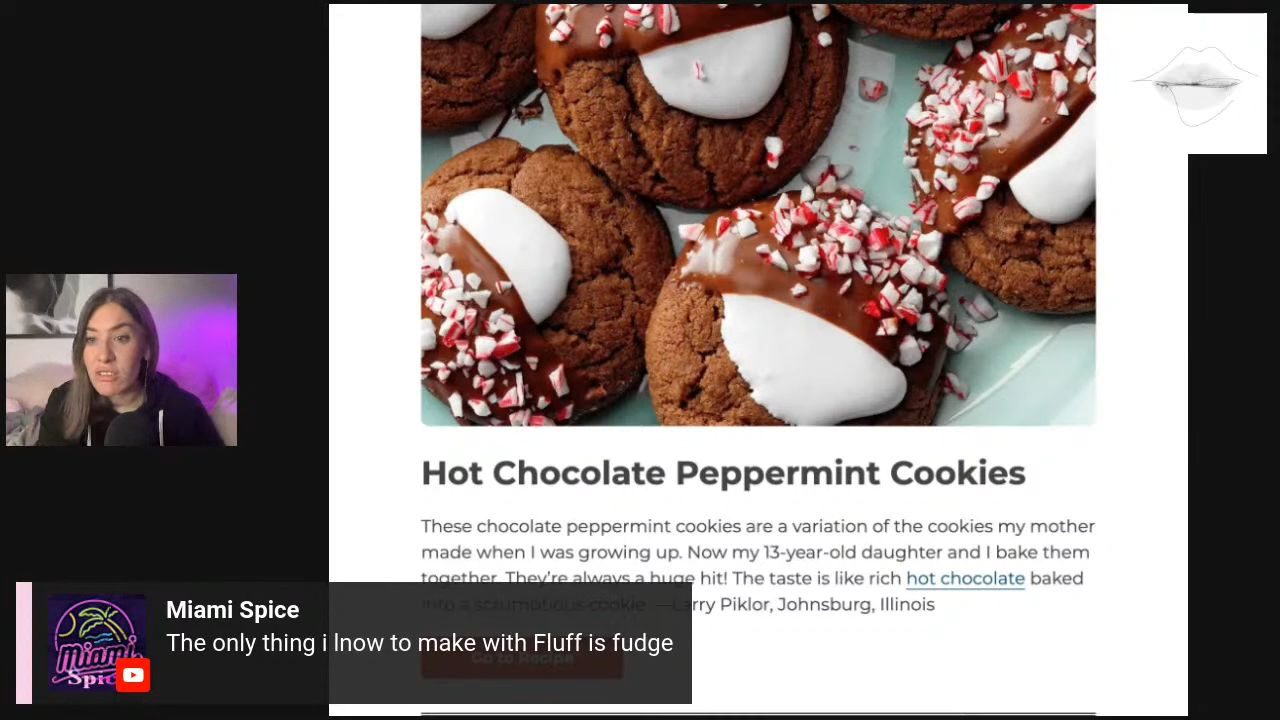 Hot Chocolate Peppermint Cookies
These chocolate peppermint cookies are a variation of the cookies my mother
made when I was growing up. Now my 13-year-old daughter and I bake them
together. They're always a huge hit! The taste is like rich hot chocolate baked
into a scrumptious cookie. —Larry Piklor, Johnsburg, Illinois
Go to Recipe
Miami Spice
The only thing i lnow to make with Fluff is fudge
Miami
Spice